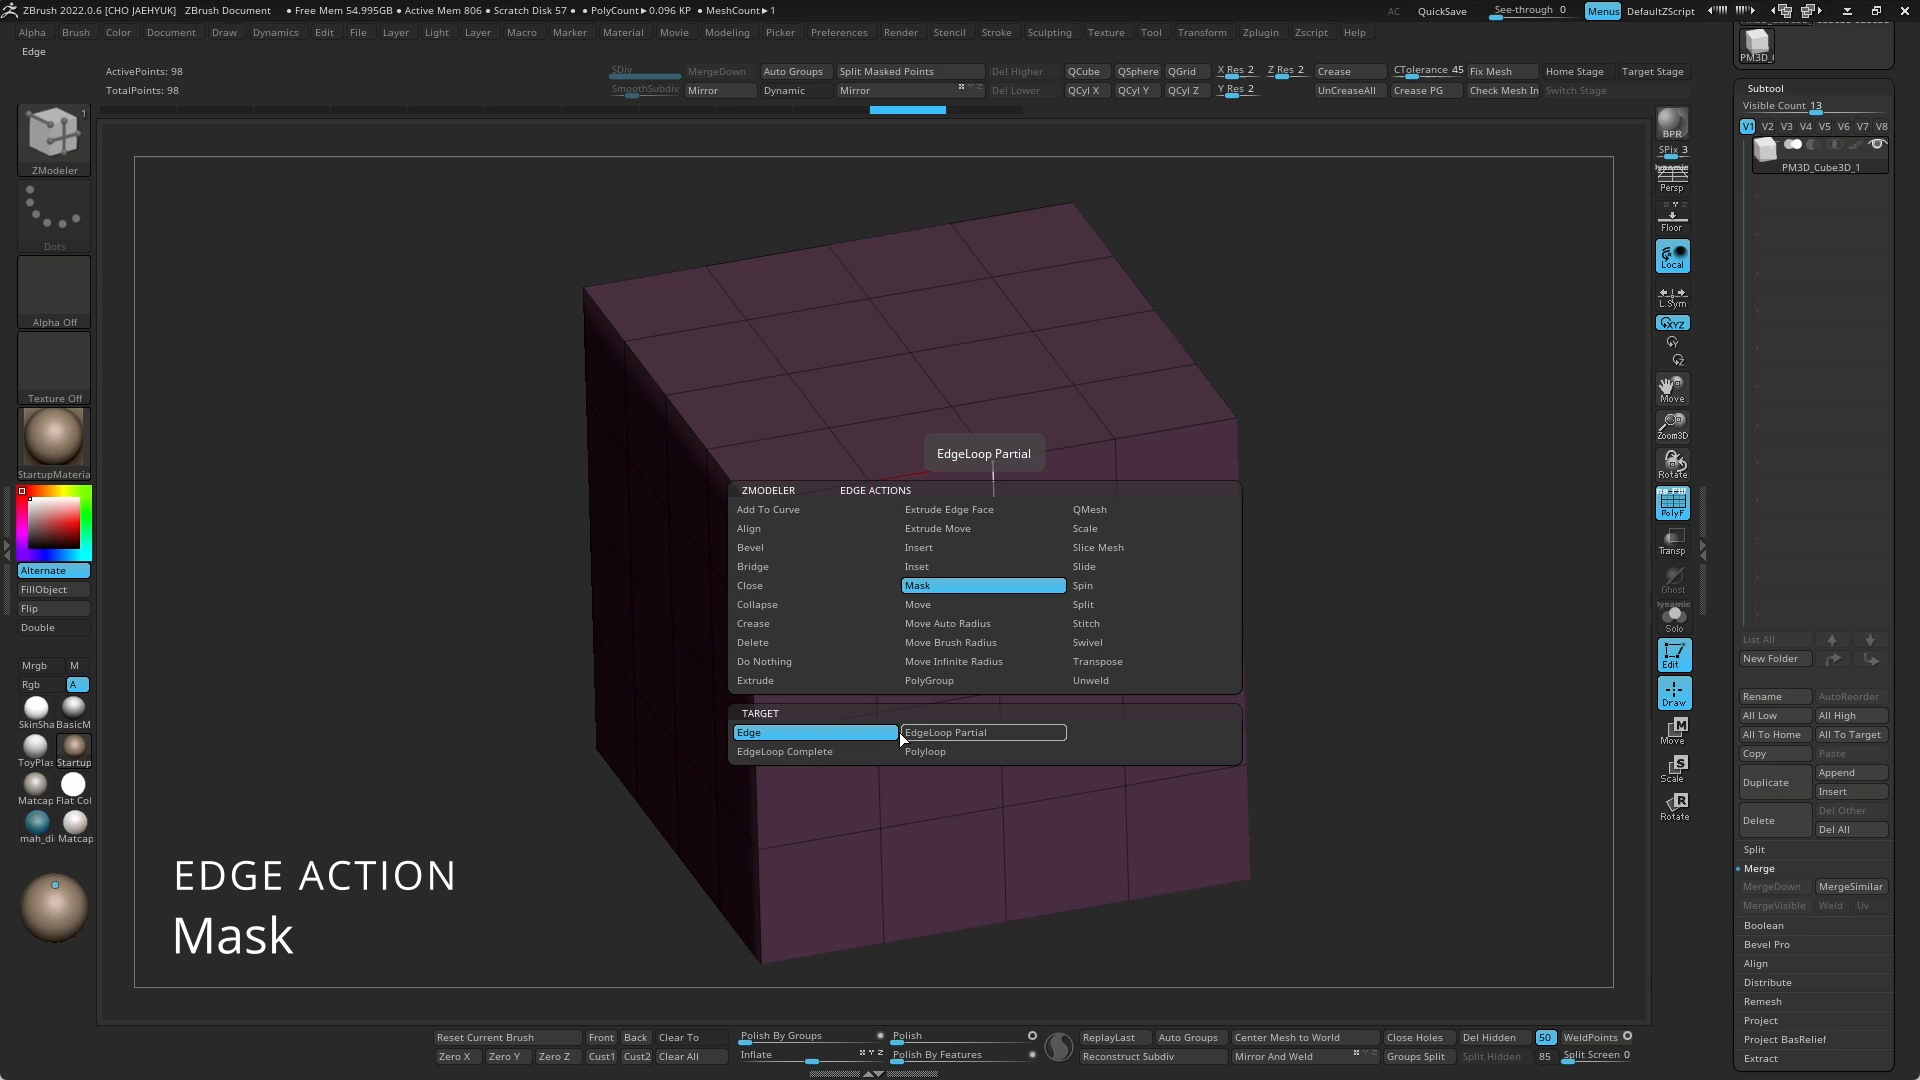 ZBrush 2022.0.6 [CHO JAEHYUK]   ZBrush Document   • Free Mem 54.995GB • Active Mem 806 • Scratch Disk 57 •   • PolyCount▸0.096 KP   • MeshCount▸1
AC QuickSave See-through 0 Menus DefaultZScript
Alpha Brush Color Document Draw Dynamics Edit File Layer Light Layer Macro Marker Material Movie Modeling Picker Preferences Render Stencil Stroke Sculpting Texture Tool Transform Zplugin Zscript Help
Edge
ActivePoints: 98
TotalPoints: 98
SDiv MergeDown Auto Groups Split Masked Points Del Higher QCube QSphere QGrid X Res 2 Z Res 2 Crease CTolerance 45 Fix Mesh Home Stage Target Stage
SmoothSubdiv Mirror Dynamic Mirror Del Lower QCyl X QCyl Y QCyl Z Y Res 2 UnCreaseAll Crease PG Check Mesh In Switch Stage
1
ZModeler
Dots
Alpha Off
Texture Off
StartupMateria
Alternate
FillObject
Flip
Double
Mrgb M
Rgb A
SkinSha BasicM
ToyPlas Startup
Matcap Flat Col
mah_di Matcap
EdgeLoop Partial
ZMODELER EDGE ACTIONS
Add To Curve Extrude Edge Face QMesh
Align Extrude Move Scale
Bevel Insert Slice Mesh
Bridge Inset Slide
Close Mask Spin
Collapse Move Split
Crease Move Auto Radius Stitch
Delete Move Brush Radius Swivel
Do Nothing Move Infinite Radius Transpose
Extrude PolyGroup Unweld
TARGET
Edge EdgeLoop Partial
EdgeLoop Complete Polyloop
EDGE ACTION
Mask
BPR
SPix 3
Dynamic
Persp
Floor
Local
L.Sym
XYZ
Y
Z
Move
Zoom3D
Rotate
PolyF
Transp
Ghost
Dynamic
Solo
Edit
Draw
M
Move
S
Scale
R
Rotate
PM3D_C
Subtool
Visible Count 13
V1 V2 V3 V4 V5 V6 V7 V8
PM3D_Cube3D_1
List All
New Folder
Rename AutoReorder
All Low All High
All To Home All To Target
Copy Paste
Duplicate Append
Insert
Delete Del Other
Del All
Split
• Merge
MergeDown MergeSimilar
MergeVisible Weld Uv
Boolean
Bevel Pro
Align
Distribute
Remesh
Project
Project BasRelief
Extract
Reset Current Brush Front Back Clear To Polish By Groups Polish ReplayLast Auto Groups Center Mesh to World Close Holes Del Hidden 50 WeldPoints
Zero X Zero Y Zero Z Cust1 Cust2 Clear All Inflate Polish By Features Reconstruct Subdiv Mirror And Weld Groups Split Split Hidden 85 Split Screen 0